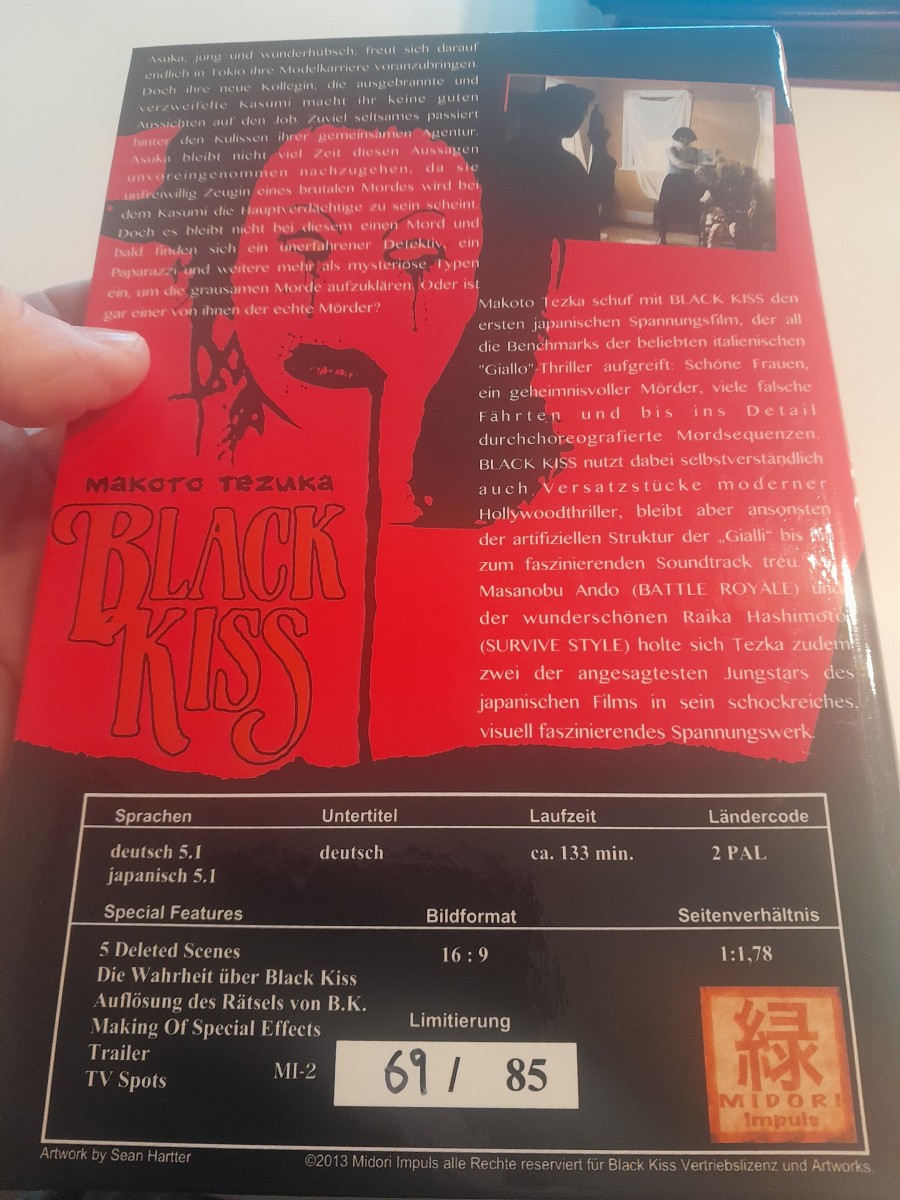 Asuka, jung und wunderhübsch, freut sich darauf
endlich in Tokio ihre Modelkarriere voranzubringen.
Doch ihre neue Kollegin, die ausgebrannte und
verzweifelte Kasumi macht ihr keine guten
Aussichten auf den Job. Zuviel seltsames passiert
hinter den Kulissen ihrer gemeinsamen Agentur.
Asuka bleibt nicht viel Zeit diesen Aussagen
unvoreingenommen nachzugehen, da sie
unfreiwillig Zeugin eines brutalen Mordes wird bei
dem Kasumi die Hauptverdächtige zu sein scheint.
Doch es bleibt nicht bei diesem einen Mord und
bald finden sich ein unerfahrener Detektiv, ein
Paparazzi und weitere mehr als mysteriöse Typen
ein, um die grausamen Morde aufzuklären. Oder ist
gar einer von ihnen der echte Mörder?
Makoto Tezka schuf mit BLACK KISS den
ersten japanischen Spannungsfilm, der all
die Benchmarks der beliebten italienischen
"Giallo"-Thriller aufgreift: Schöne Frauen,
ein geheimnisvoller Mörder, viele falsche
Fährten und bis ins Detail
durchchoreografierte Mordsequenzen.
BLACK KISS nutzt dabei selbstverständlich
auch Versatzstücke moderner
Hollywoodthriller, bleibt aber ansonsten
der artifiziellen Struktur der „Gialli“ bis
zum faszinierenden Soundtrack treu.
Masanobu Ando (BATTLE ROYALE) und
der wunderschönen Raika Hashimoto
(SURVIVE STYLE) holte sich Tezka zudem
zwei der angesagtesten Jungstars des
japanischen Films in sein schockreiches,
visuell faszinierendes Spannungswerk.
MAKOTO TEZUKA
BLACK
KISS
Sprachen Untertitel Laufzeit Ländercode
deutsch 5.1 deutsch ca. 133 min. 2 PAL
japanisch 5.1
Special Features Bildformat Seitenverhältnis
5 Deleted Scenes 16 : 9 1:1,78
Die Wahrheit über Black Kiss
Auflösung des Rätsels von B.K.
Making Of Special Effects Limitierung
Trailer
TV Spots MI-2 69 / 85
緑
MIDORI
Impuls
Artwork by Sean Hartter
©2013 Midori Impuls alle Rechte reserviert für Black Kiss Vertriebslizenz und Artworks.